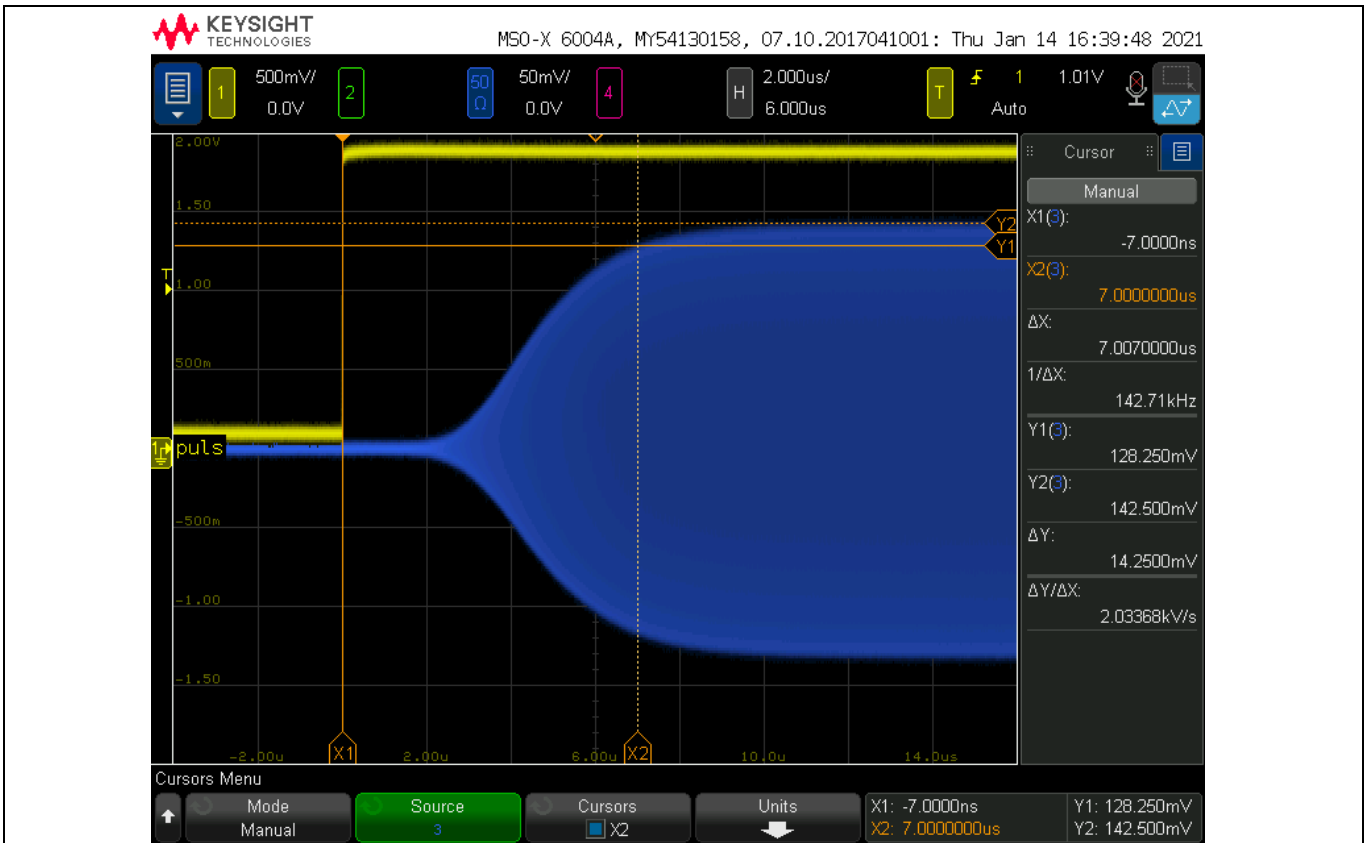 KEYSIGHT
TECHNOLOGIES
MSO-X 6004A, MY54130158, 07.10.2017041001: Thu Jan 14 16:39:48 2021
1 500mV/ 2 50Ω 50mV/ 4 H 2.000us/ T 1 1.01V
0.0V 0.0V 6.000us Auto
2.00V
1.50
1.00
500m
puls
-500m
-1.00
-1.50
-2.00u 2.00u 6.00u 10.0u 14.0us
T
1
Y2
Y1
X1
X2
Cursor
Manual
X1(3):
-7.0000ns
X2(3):
7.0000000us
ΔX:
7.0070000us
1/ΔX:
142.71kHz
Y1(3):
128.250mV
Y2(3):
142.500mV
ΔY:
14.2500mV
ΔY/ΔX:
2.03368kV/s
Cursors Menu
Mode
Manual
Source
3
Cursors
X2
Units
X1: -7.0000ns
X2: 7.0000000us
Y1: 128.250mV
Y2: 142.500mV